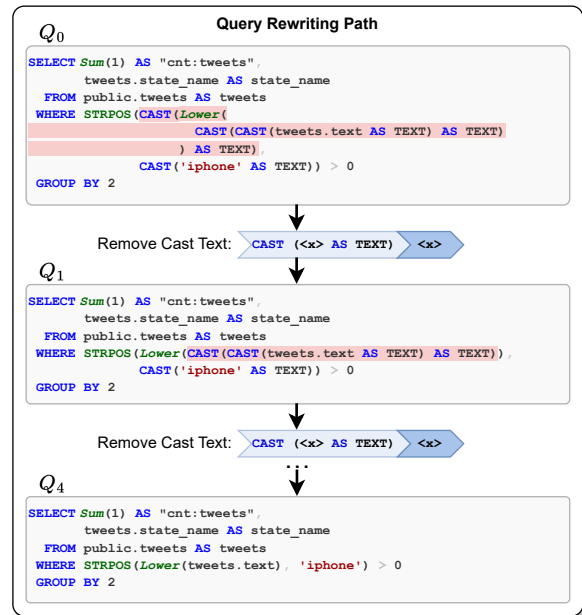 Query Rewriting Path
Q0
SELECT Sum(1) AS "cnt:tweets",
tweets.state_name AS state_name
FROM public.tweets AS tweets
WHERE STRPOS(CAST(Lower(
CAST(CAST(tweets.text AS TEXT) AS TEXT)
) AS TEXT),
CAST('iphone' AS TEXT)) > 0
GROUP BY 2
Remove Cast Text: CAST (<x> AS TEXT) <x>
Q1
SELECT Sum(1) AS "cnt:tweets",
tweets.state_name AS state_name
FROM public.tweets AS tweets
WHERE STRPOS(Lower(CAST(CAST(tweets.text AS TEXT) AS TEXT)),
CAST('iphone' AS TEXT)) > 0
GROUP BY 2
Remove Cast Text: CAST (<x> AS TEXT) <x>
...
Q4
SELECT Sum(1) AS "cnt:tweets",
tweets.state_name AS state_name
FROM public.tweets AS tweets
WHERE STRPOS(Lower(tweets.text), 'iphone') > 0
GROUP BY 2